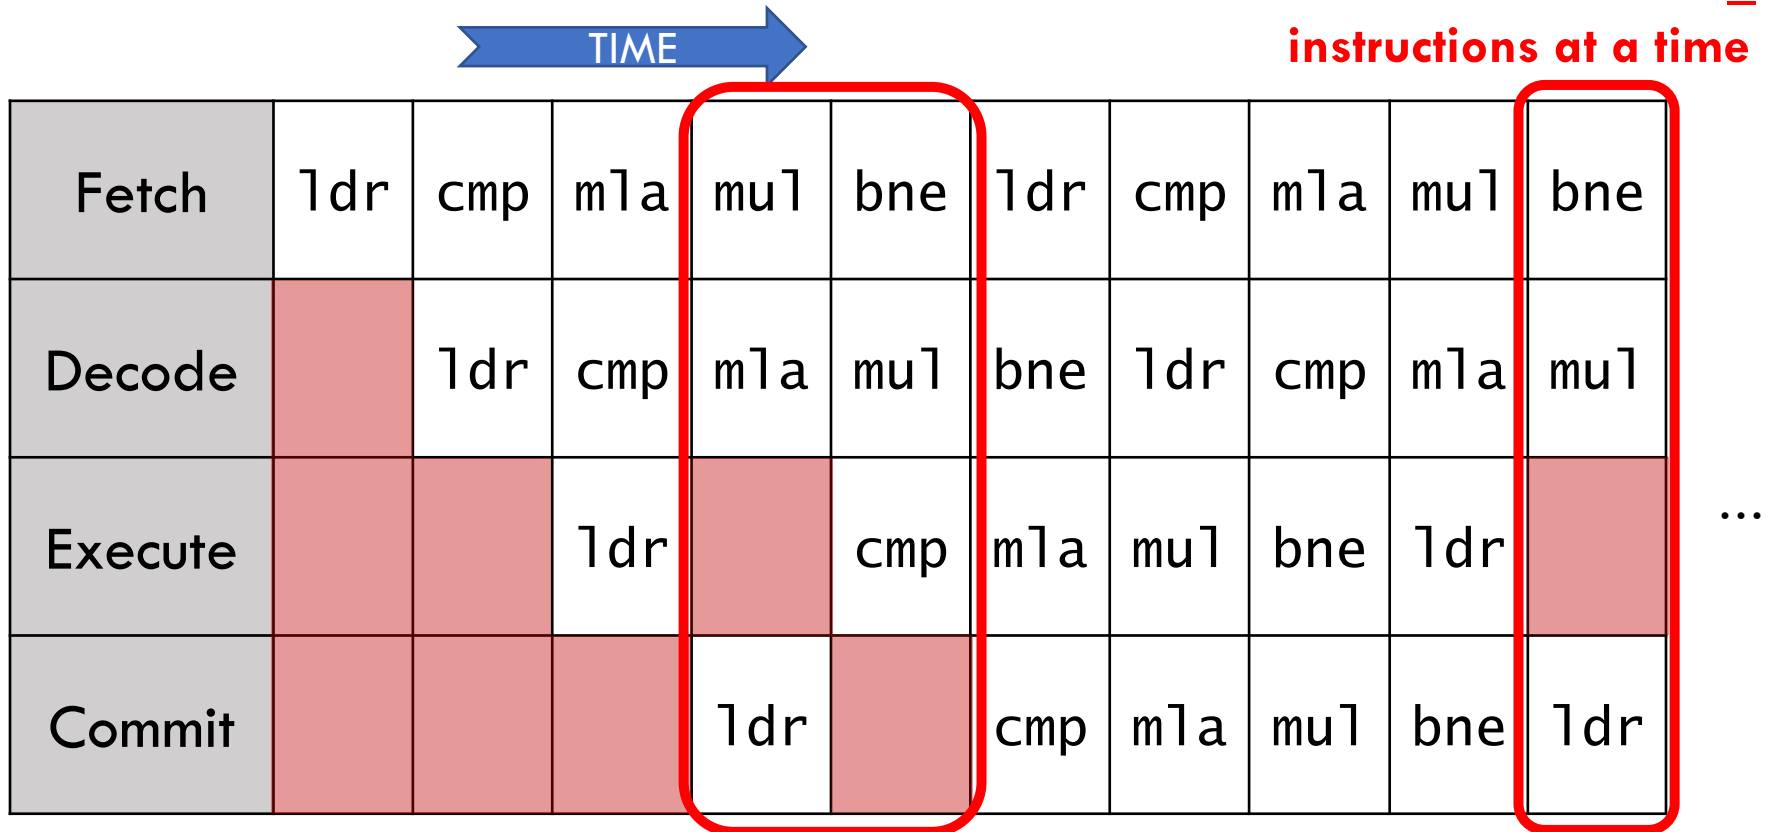 TIME
instructions at a time
Fetch ldr cmp mla mul bne ldr cmp mla mul bne
Decode ldr cmp mla mul bne ldr cmp mla mul
Execute ldr cmp mla mul bne ldr ...
Commit ldr cmp mla mul bne ldr